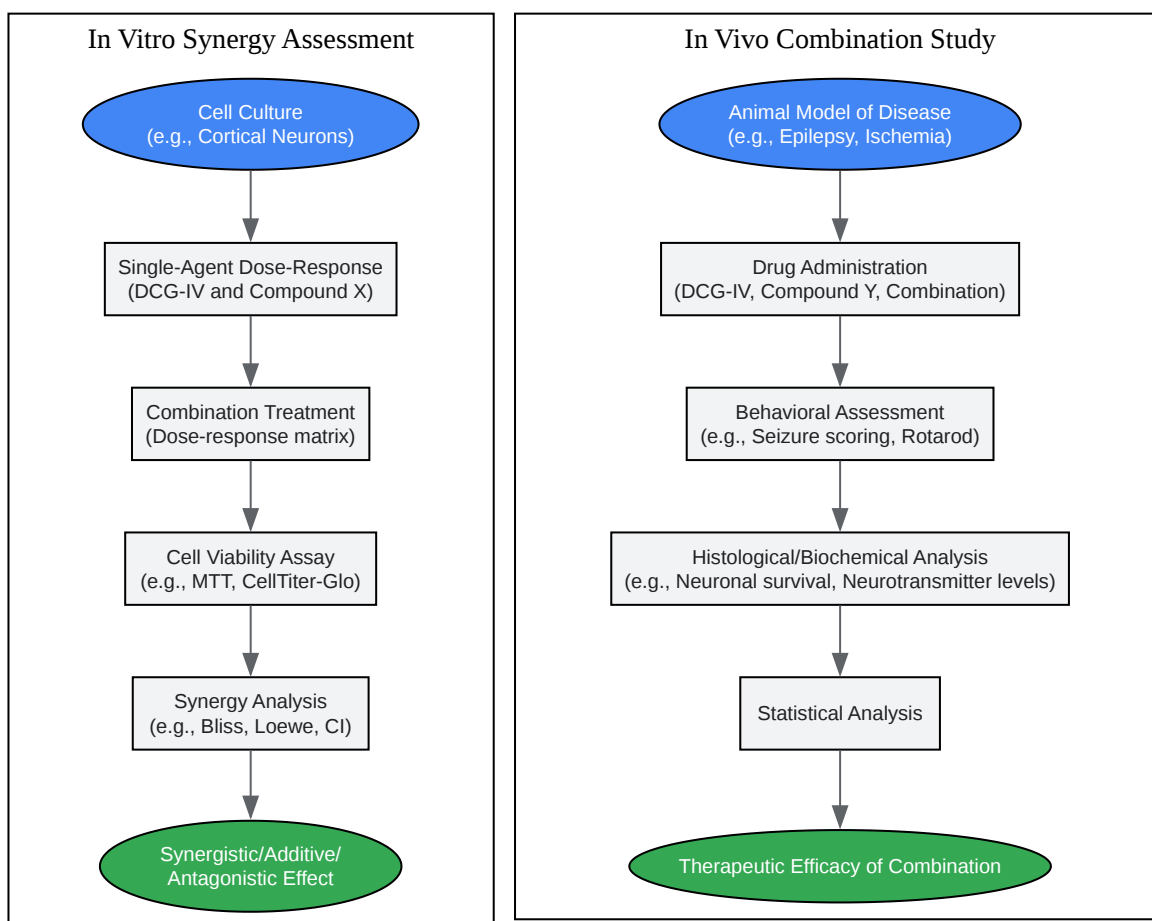 In Vitro Synergy Assessment
Cell Culture
(e.g., Cortical Neurons)
Single-Agent Dose-Response
(DCG-IV and Compound X)
Combination Treatment
(Dose-response matrix)
Cell Viability Assay
(e.g., MTT, CellTiter-Glo)
Synergy Analysis
(e.g., Bliss, Loewe, CI)
Synergistic/Additive/
Antagonistic Effect
In Vivo Combination Study
Animal Model of Disease
(e.g., Epilepsy, Ischemia)
Drug Administration
(DCG-IV, Compound Y, Combination)
Behavioral Assessment
(e.g., Seizure scoring, Rotarod)
Histological/Biochemical Analysis
(e.g., Neuronal survival, Neurotransmitter levels)
Statistical Analysis
Therapeutic Efficacy of Combination